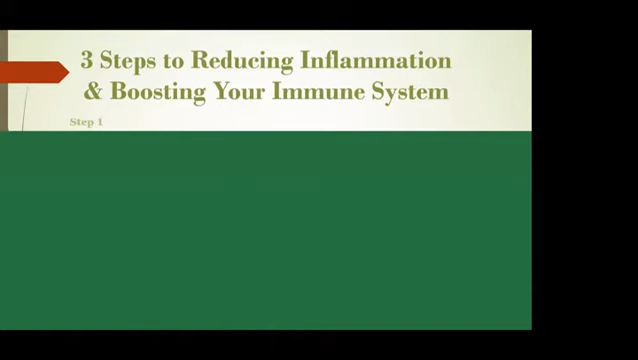 3 Steps to Reducing Inflammation
& Boosting Your Immune System
Step 1